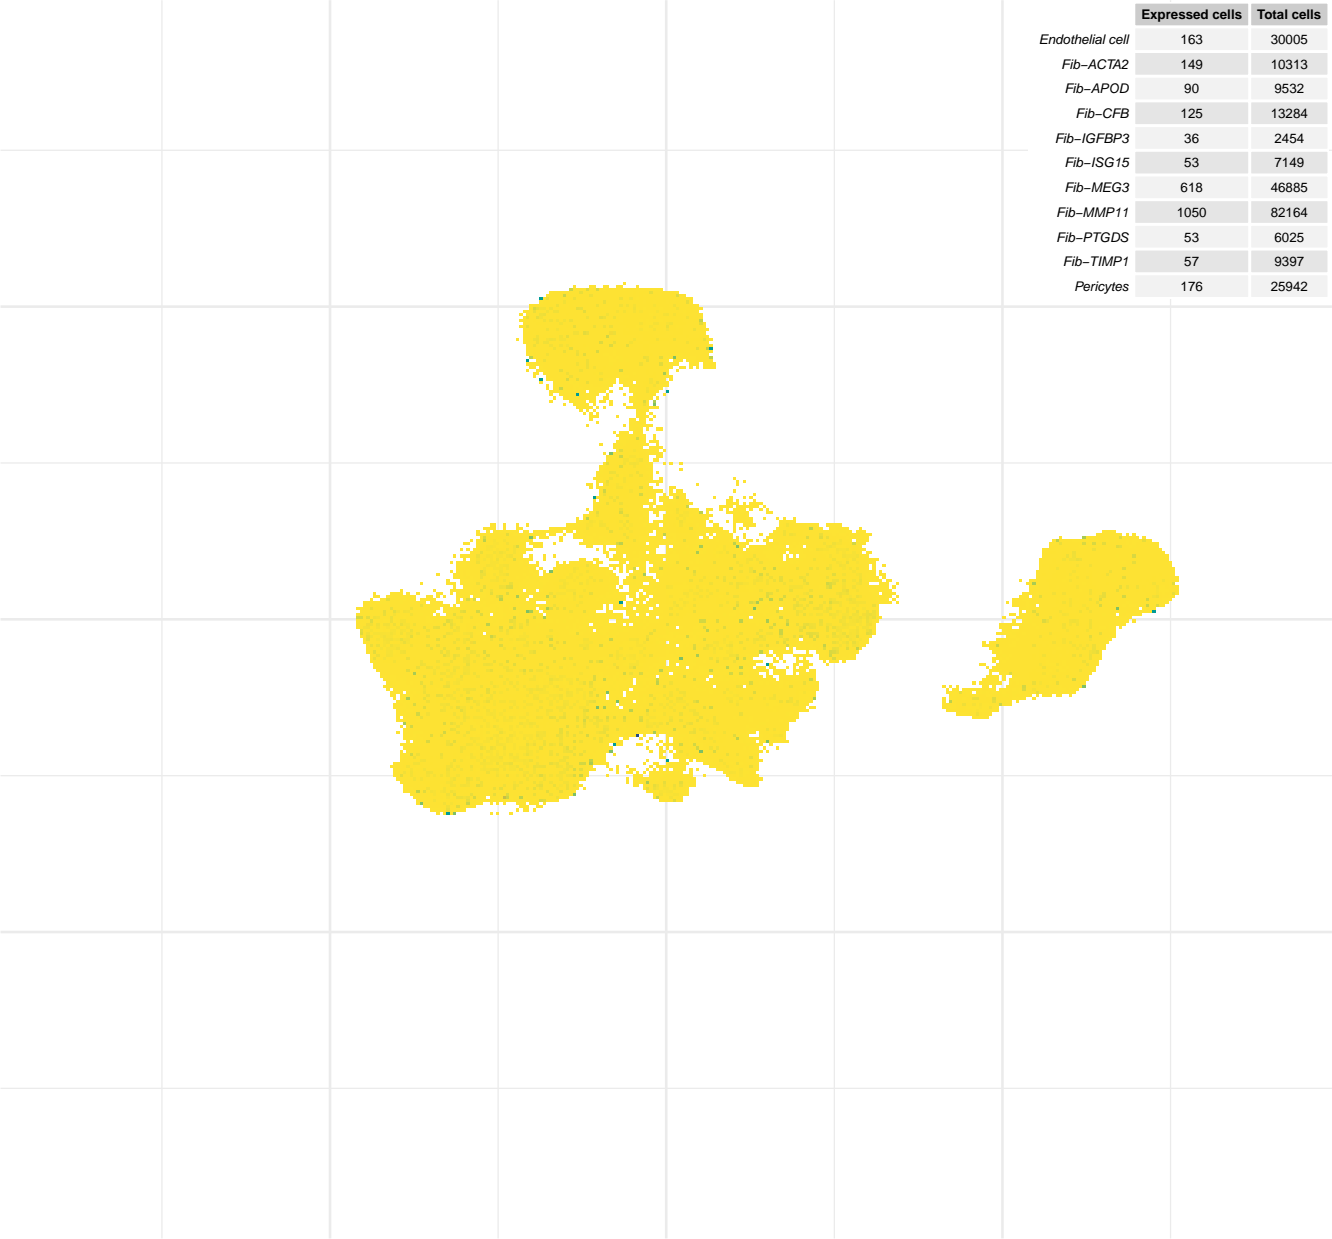 Expressed cells Total cells
Endothelial cell 163 30005
Fib−ACTA2 149 10313
Fib−APOD 90 9532
Fib−CFB 125 13284
Fib−IGFBP3 36 2454
Fib−ISG15 53 7149
Fib−MEG3 618 46885
Fib−MMP11 1050 82164
Fib−PTGDS 53 6025
Fib−TIMP1 57 9397
Pericytes 176 25942